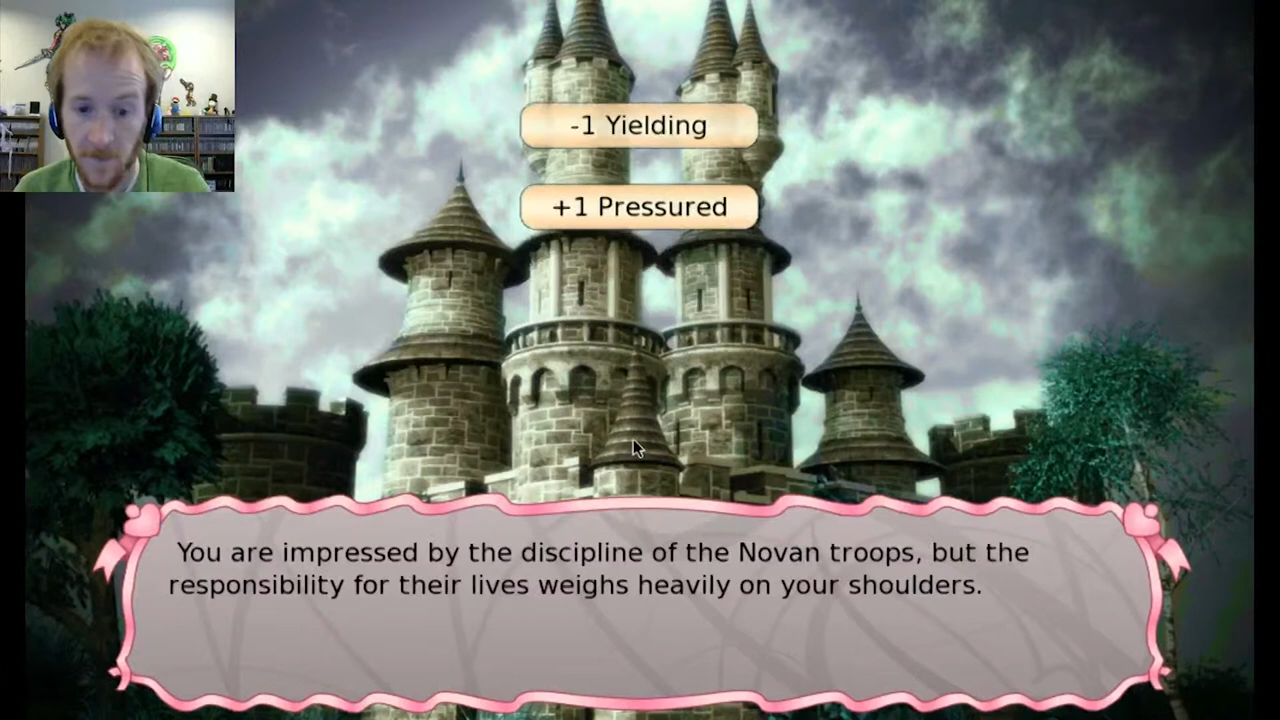 -1 Yielding
+1 Pressured
You are impressed by the discipline of the Novan troops, but the
responsibility for their lives weighs heavily on your shoulders.